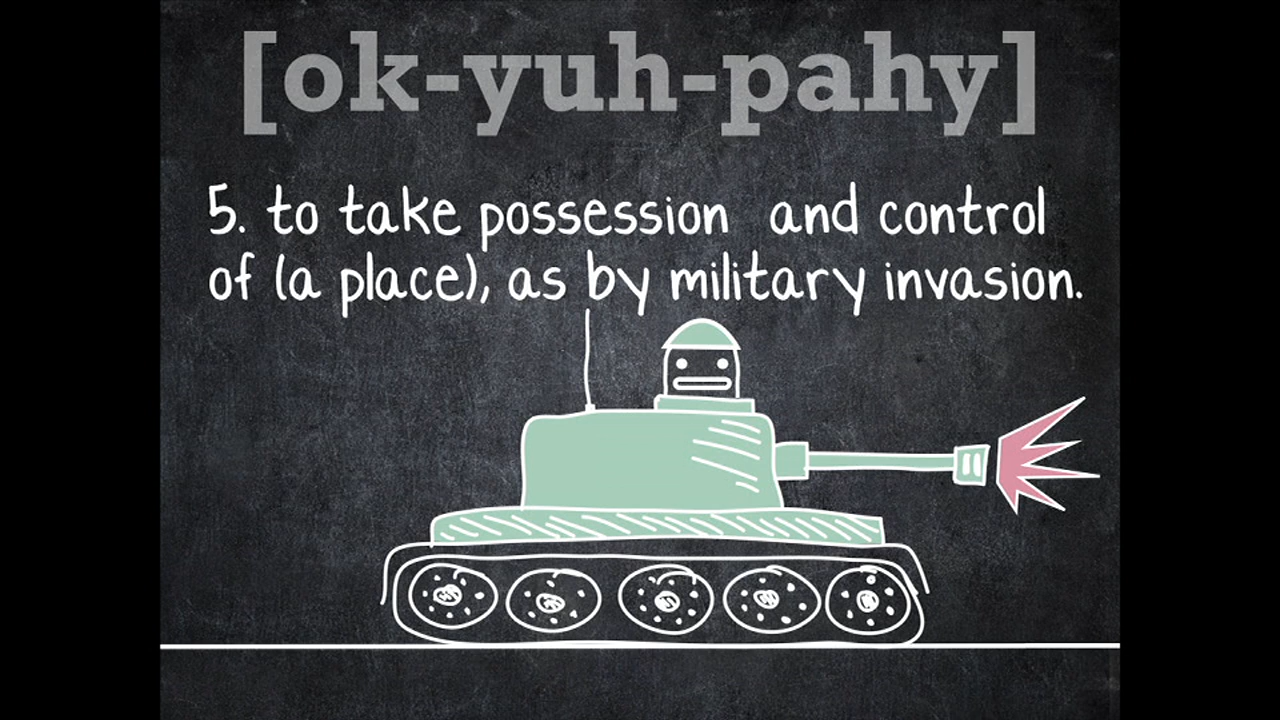 [ok-yuh-pahy]
5. to take possession and control
of (a place), as by military invasion.